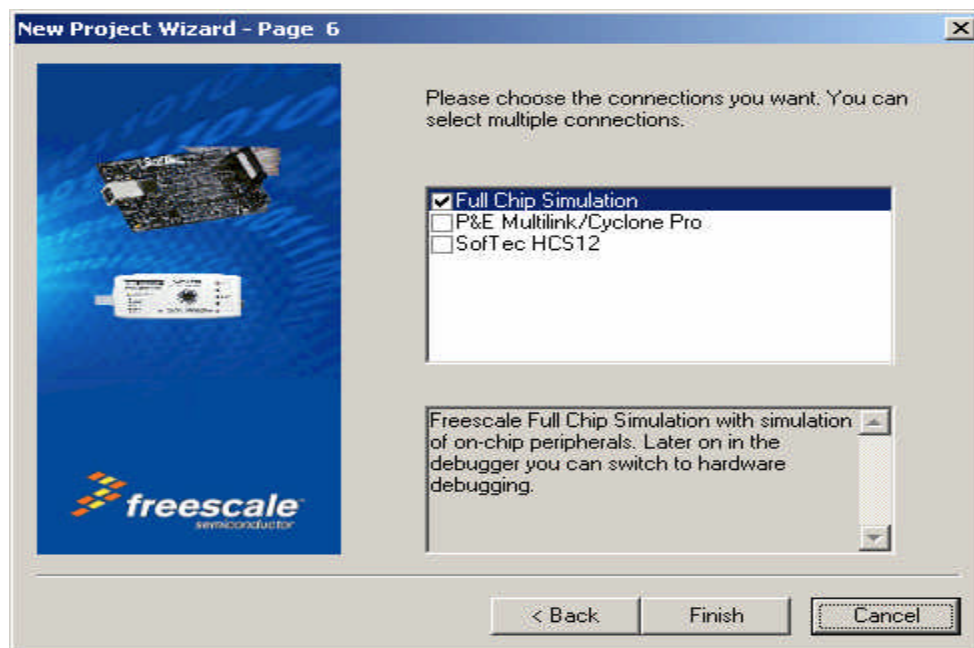 New Project Wizard - Page 6
Please choose the connections you want. You can
select multiple connections.
Full Chip Simulation
P&E Multilink/Cyclone Pro
SofTec HCS12
Freescale Full Chip Simulation with simulation
of on-chip peripherals. Later on in the
debugger you can switch to hardware
debugging.
freescale
semiconductor
< Back
Finish
Cancel